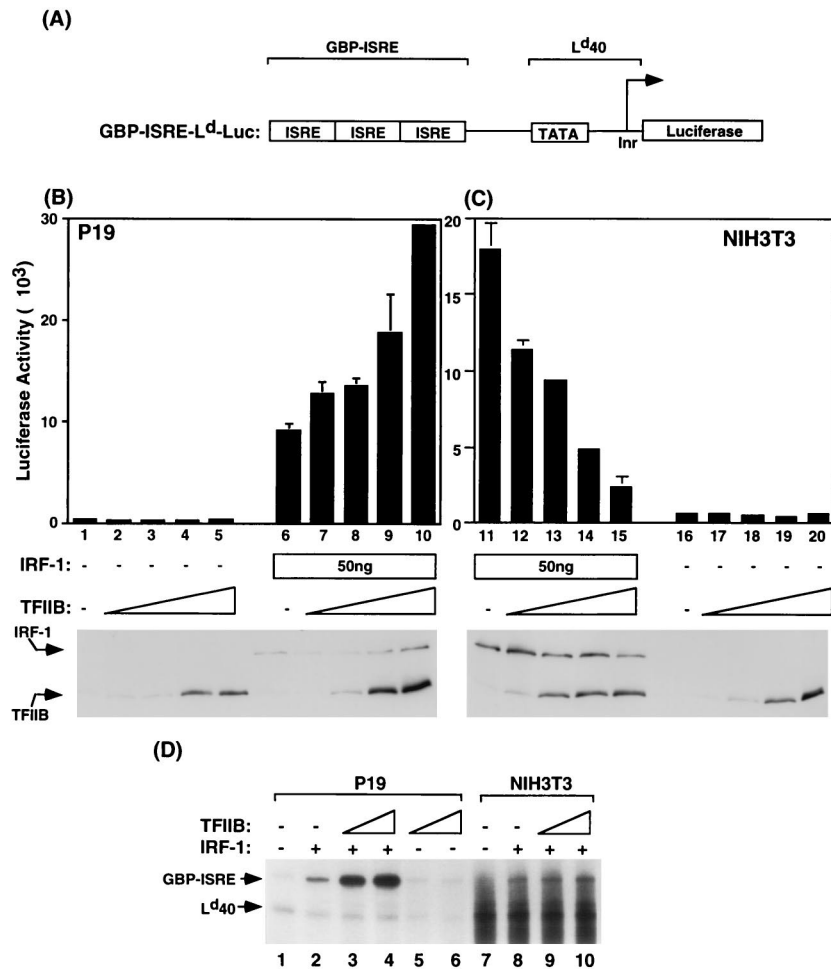 (A)
GBP-ISRE
Ld40
GBP-ISRE-Ld-Luc:
ISRE ISRE ISRE
TATA
Inr
Luciferase
(B)
(C)
P19
NIH3T3
Luciferase Activity ( 103)
30
20
10
0
20
15
10
5
0
1 2 3 4 5 6 7 8 9 10
11 12 13 14 15 16 17 18 19 20
IRF-1: - - - - - 50ng 50ng - - - - -
TFIIB: - - - -
IRF-1
TFIIB
(D)
P19 NIH3T3
TFIIB: - - - - -
IRF-1: - + + + - - - + + +
GBP-ISRE
Ld40
1 2 3 4 5 6 7 8 9 10